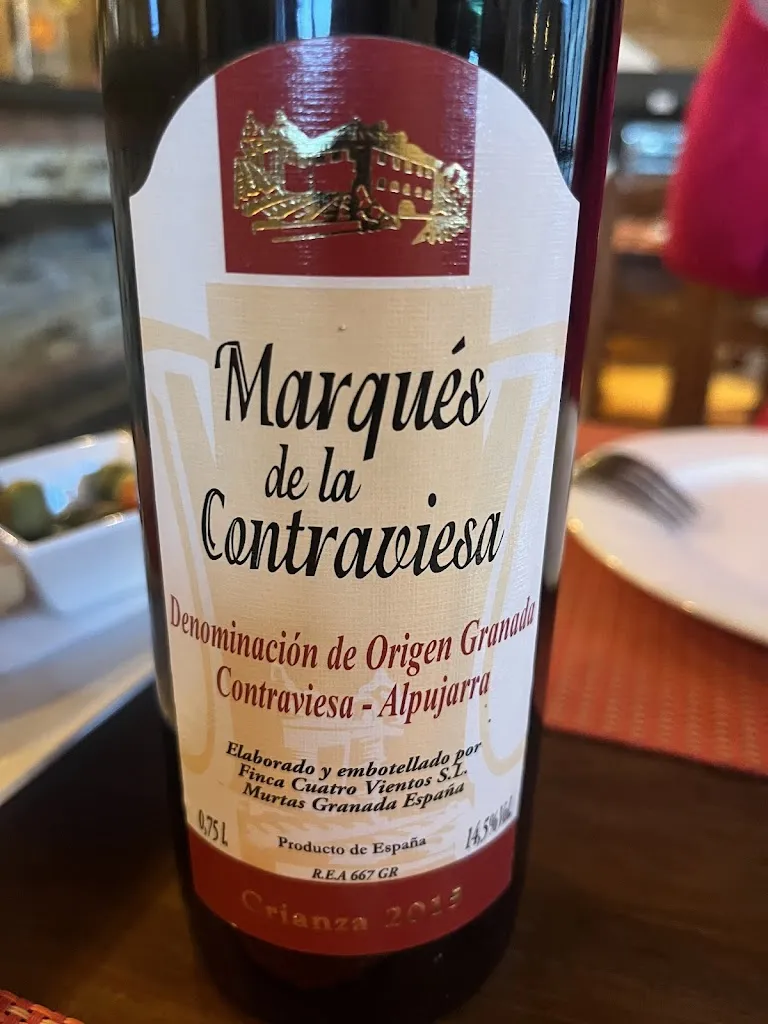 Marqués
de la
Contraviesa
Denominación de Origen Granada
Contraviesa - Alpujarra
Elaborado y embotellado por
Finca Cuatro Vientos S.L.
Murtas Granada España
0,75 L
14,5% Vol.
Producto de España
R.E.A 667 GR
Crianza